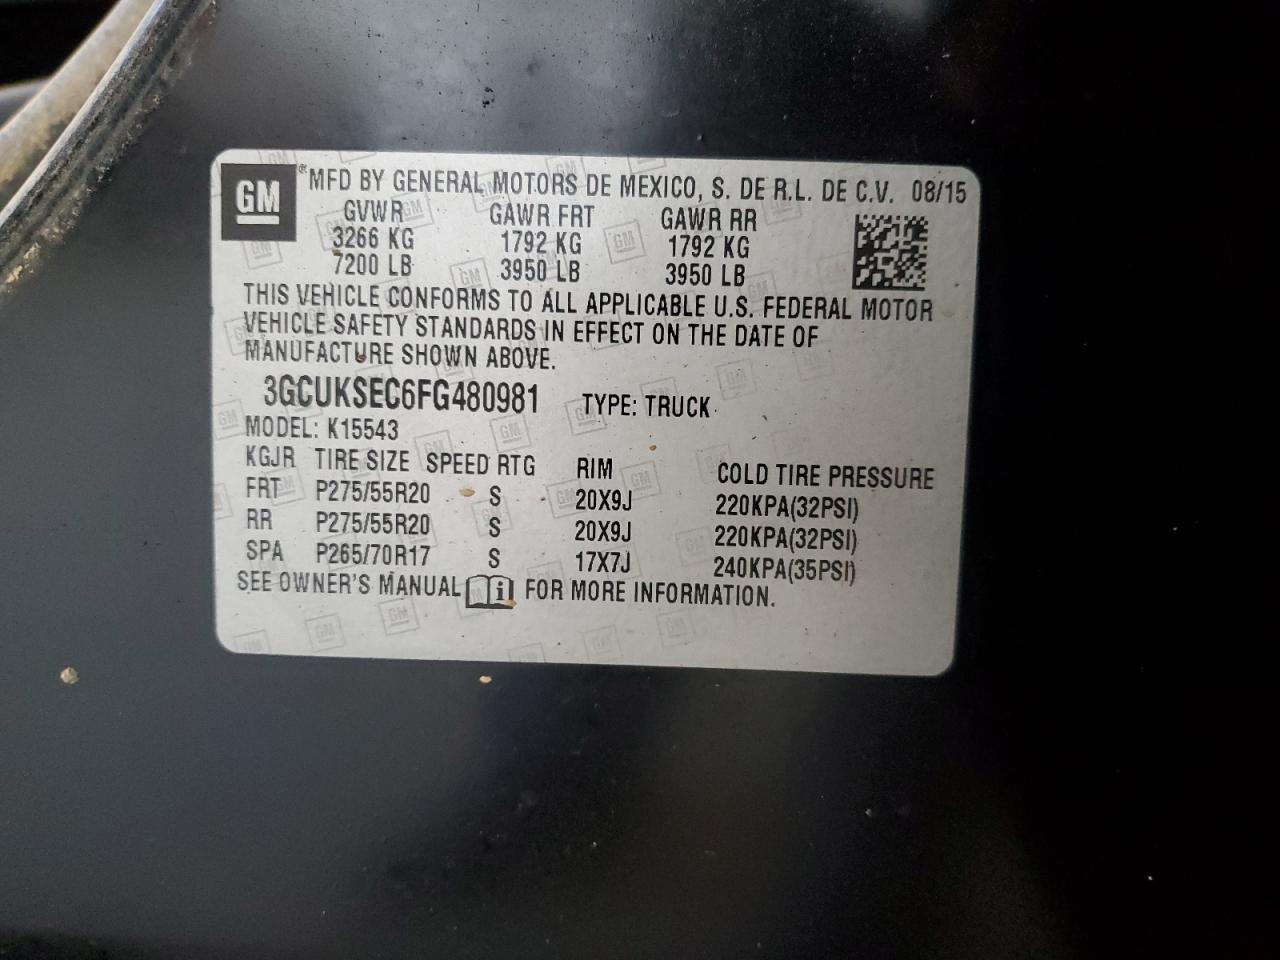 GM ® MFD BY GENERAL MOTORS DE MEXICO, S. DE R.L. DE C.V. 08/15
GVWR GAWR FRT GAWR RR
3266 KG 1792 KG 1792 KG
7200 LB 3950 LB 3950 LB
THIS VEHICLE CONFORMS TO ALL APPLICABLE U.S. FEDERAL MOTOR
VEHICLE SAFETY STANDARDS IN EFFECT ON THE DATE OF
MANUFACTURE SHOWN ABOVE.
3GCUKSEC6FG480981 TYPE: TRUCK
MODEL: K15543
KGJR TIRE SIZE SPEED RTG RIM COLD TIRE PRESSURE
FRT P275/55R20 S 20X9J 220KPA(32PSI)
RR P275/55R20 S 20X9J 220KPA(32PSI)
SPA P265/70R17 S 17X7J 240KPA(35PSI)
SEE OWNER'S MANUAL i FOR MORE INFORMATION.